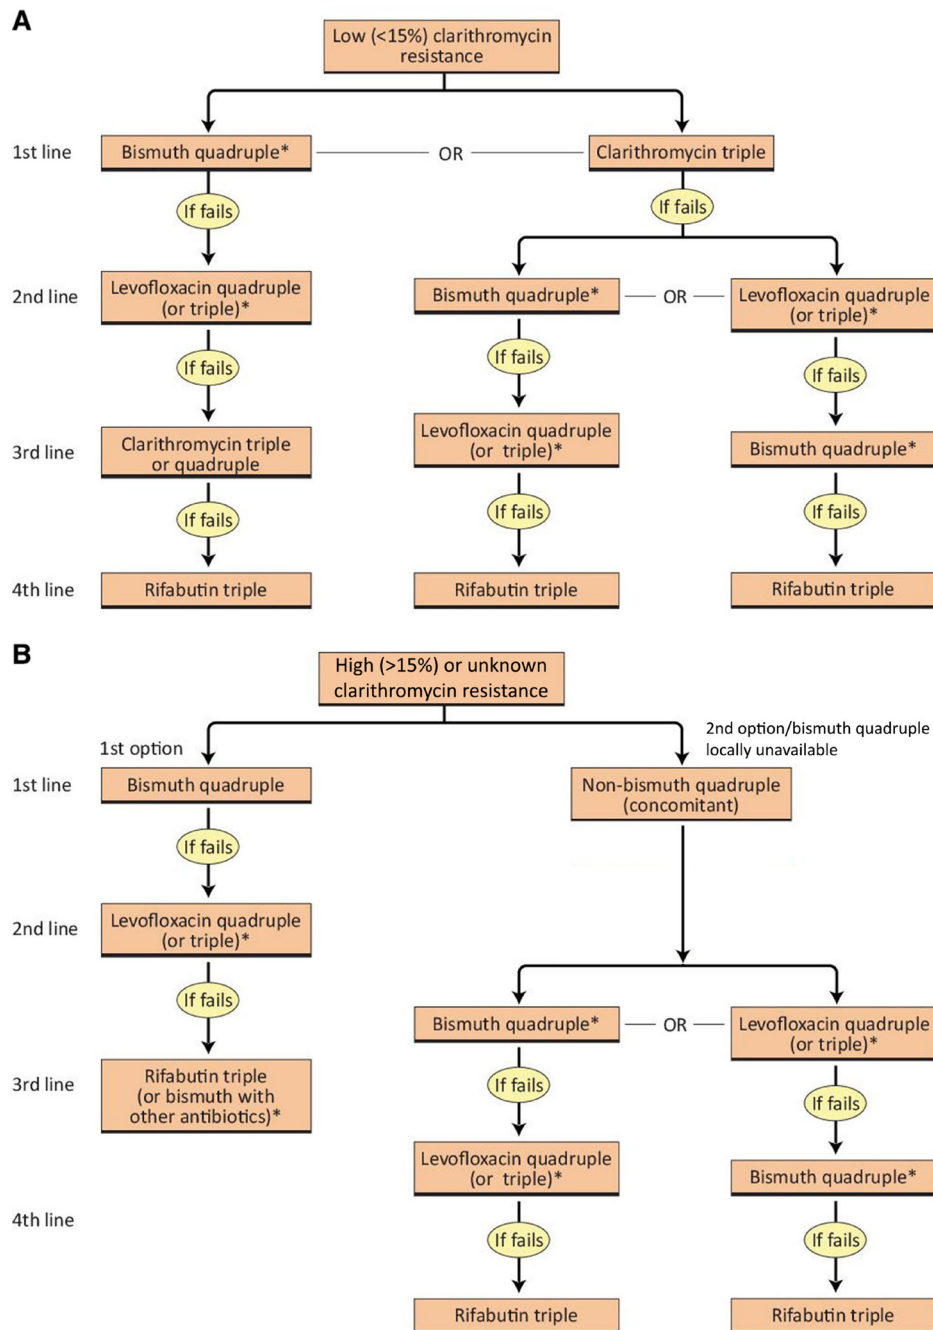 A
Low (<15%) clarithromycin
resistance
1st line
Bismuth quadruple*
OR
Clarithromycin triple
If fails
If fails
2nd line
Levofloxacin quadruple
(or triple)*
Bismuth quadruple*
OR
Levofloxacin quadruple
(or triple)*
If fails
If fails
If fails
3rd line
Clarithromycin triple
or quadruple
Levofloxacin quadruple
(or triple)*
Bismuth quadruple*
If fails
If fails
If fails
4th line
Rifabutin triple
Rifabutin triple
Rifabutin triple
B
High (>15%) or unknown
clarithromycin resistance
1st option
2nd option/bismuth quadruple
locally unavailable
1st line
Bismuth quadruple
Non-bismuth quadruple
(concomitant)
If fails
2nd line
Levofloxacin quadruple
(or triple)*
If fails
Bismuth quadruple*
OR
Levofloxacin quadruple
(or triple)*
3rd line
Rifabutin triple
(or bismuth with
other antibiotics)*
If fails
If fails
Levofloxacin quadruple
(or triple)*
Bismuth quadruple*
4th line
If fails
If fails
Rifabutin triple
Rifabutin triple